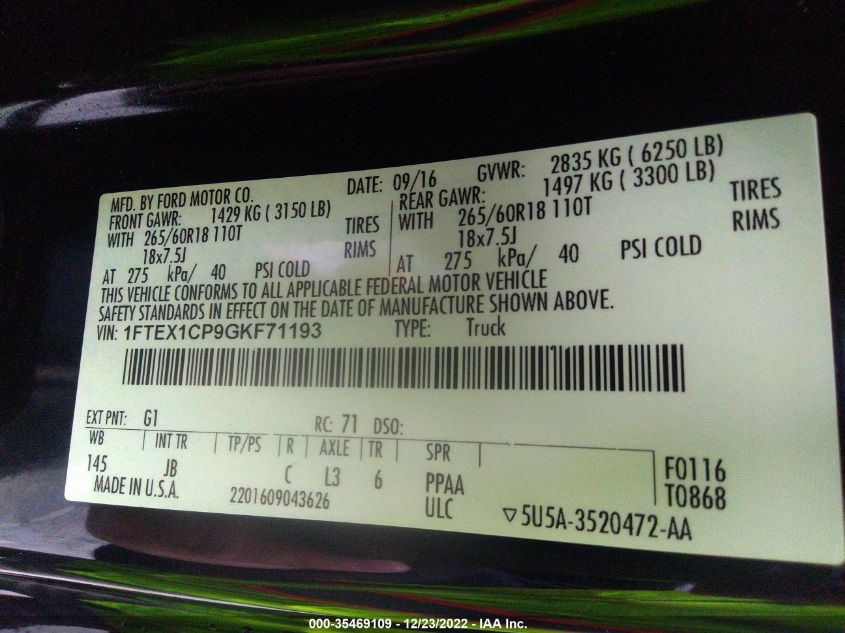 MFD. BY FORD MOTOR CO. DATE: 09/16 GVWR: 2835 KG ( 6250 LB)
FRONT GAWR: 1429 KG ( 3150 LB) REAR GAWR: 1497 KG ( 3300 LB)
WITH 265/60R18 110T TIRES WITH 265/60R18 110T TIRES
18x7.5J RIMS 18x7.5J RIMS
AT 275 kPa/ 40 PSI COLD AT 275 kPa/ 40 PSI COLD
THIS VEHICLE CONFORMS TO ALL APPLICABLE FEDERAL MOTOR VEHICLE
SAFETY STANDARDS IN EFFECT ON THE DATE OF MANUFACTURE SHOWN ABOVE.
VIN: 1FTEX1CP9GKF71193 TYPE: Truck
EXT PNT: G1 RC: 71 DSO:
WB INT TR TP/PS R AXLE TR SPR
145 JB C L3 6 PPAA F0116
MADE IN U.S.A. 2201609043626 ULC T0868
▽5U5A-3520472-AA
000-35469109 - 12/23/2022 - IAA Inc.